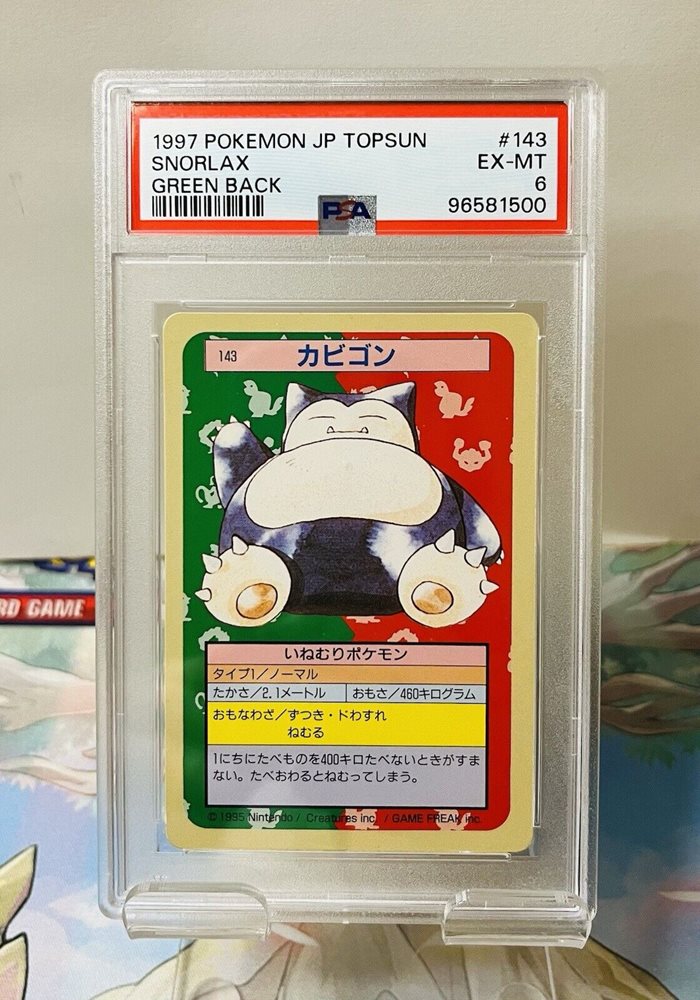 1997 POKEMON JP TOPSUN #143
SNORLAX EX-MT
GREEN BACK 6
PSA 96581500
143 カビゴン
RD GAME
いねむりポケモン
タイプ1/ノーマル
たかさ/2.1メートル おもさ/460キログラム
おもなわざ/ずつき・ドわすれ
ねむる
1にちにたべものを400キロたべないときがすま
ない。たべおわるとねむってしまう。
©1995 Nintendo / Creatures inc. / GAME FREAK inc.